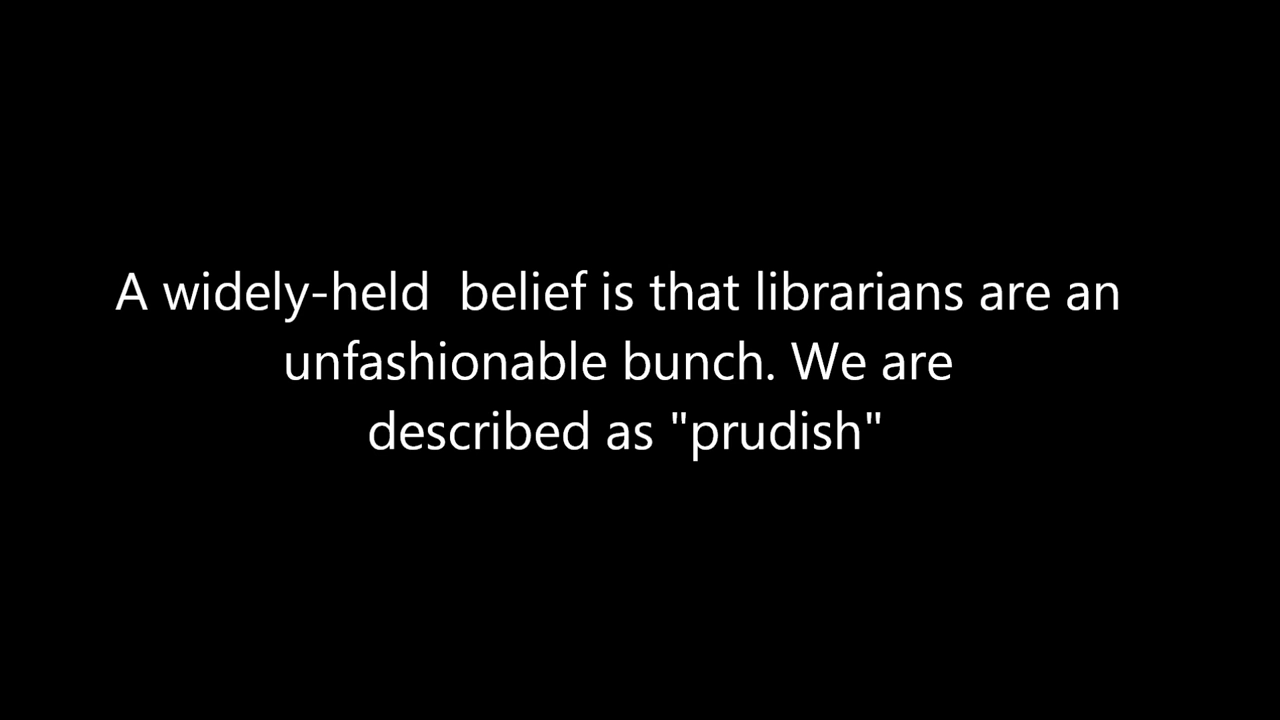 A widely-held  belief is that librarians are an
unfashionable bunch. We are
described as "prudish"